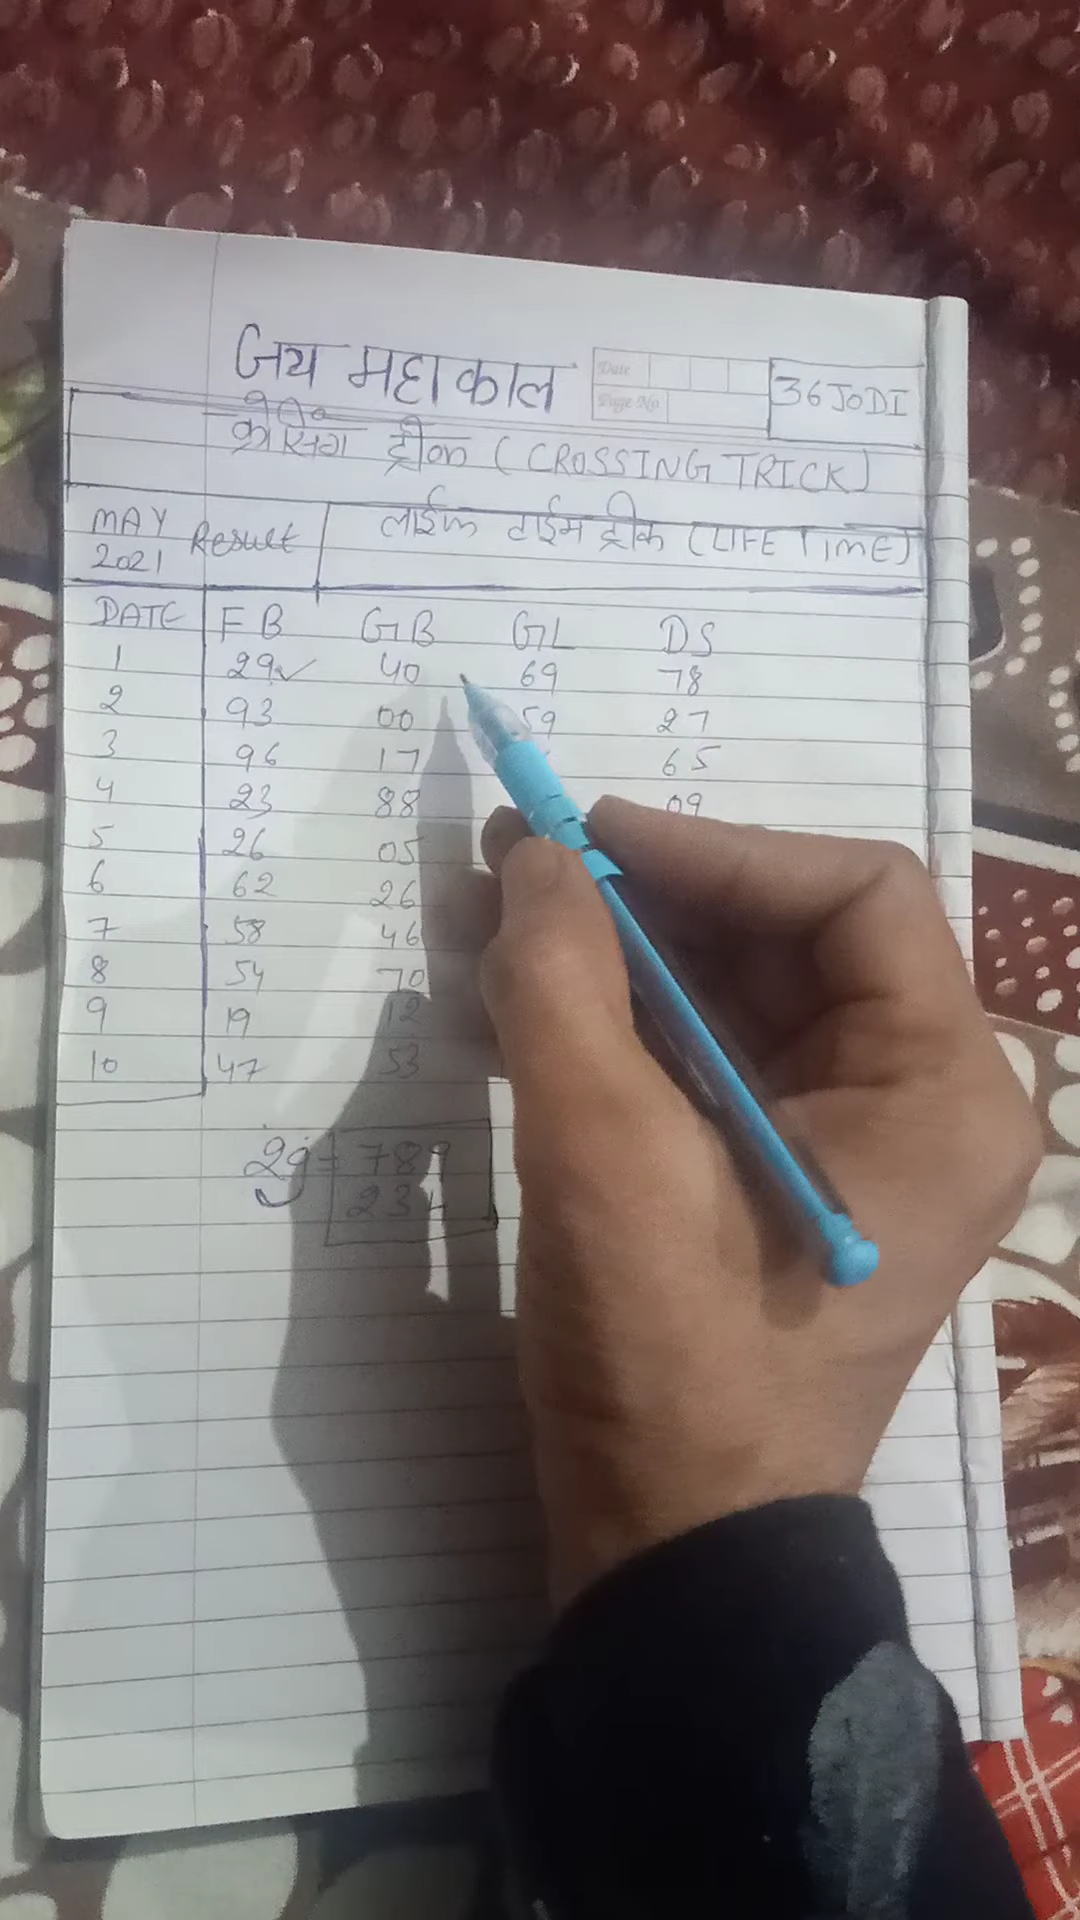 जय महाकाल
Date
Page No
36 JODI
क्रोसिंग ट्रीक (CROSSING TRICK)
MAY 2021 Result लाईफ टाईम ट्रीक (LIFE TIME)
DATE FB GB GL DS
1 29 40 69 78
2 93 00 59 27
3 96 17 65
4 23 88 09
5 26 05
6 62 26
7 58 46
8 54 70
9 19 12
10 47 53
29 = 789
234